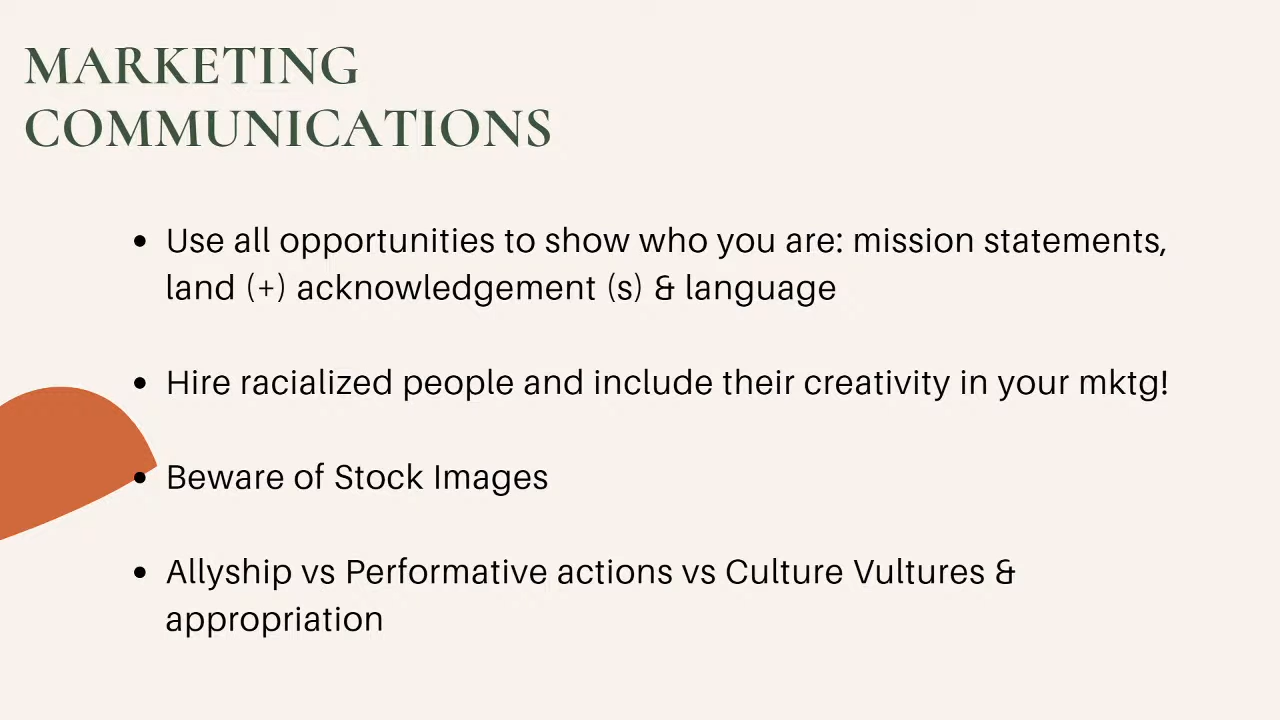 MARKETING
COMMUNICATIONS
• Use all opportunities to show who you are: mission statements,
land (+) acknowledgement (s) & language
• Hire racialized people and include their creativity in your mktg!
• Beware of Stock Images
• Allyship vs Performative actions vs Culture Vultures &
appropriation